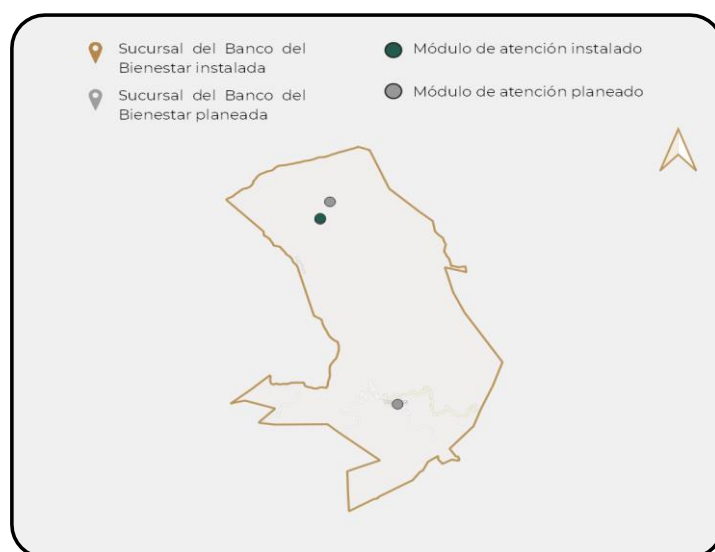 Sucursal del Banco del
Bienestar instalada
Sucursal del Banco del
Bienestar planeada
Módulo de atención instalado
Módulo de atención planeado